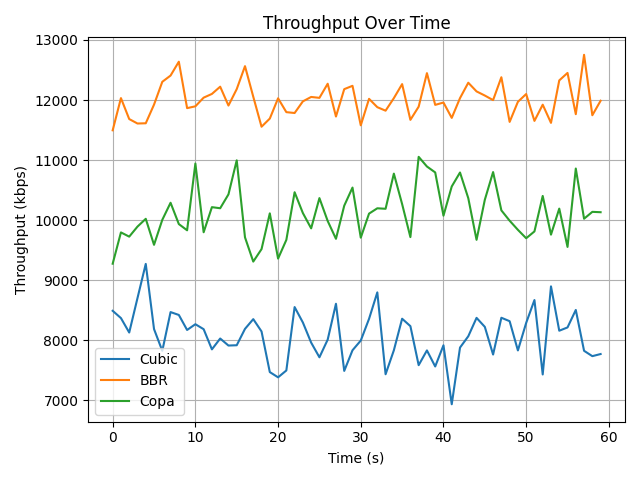 Throughput Over Time
Throughput (kbps)
13000
12000
11000
10000
9000
8000
7000
Cubic
BBR
Copa
0 10 20 30 40 50 60
Time (s)